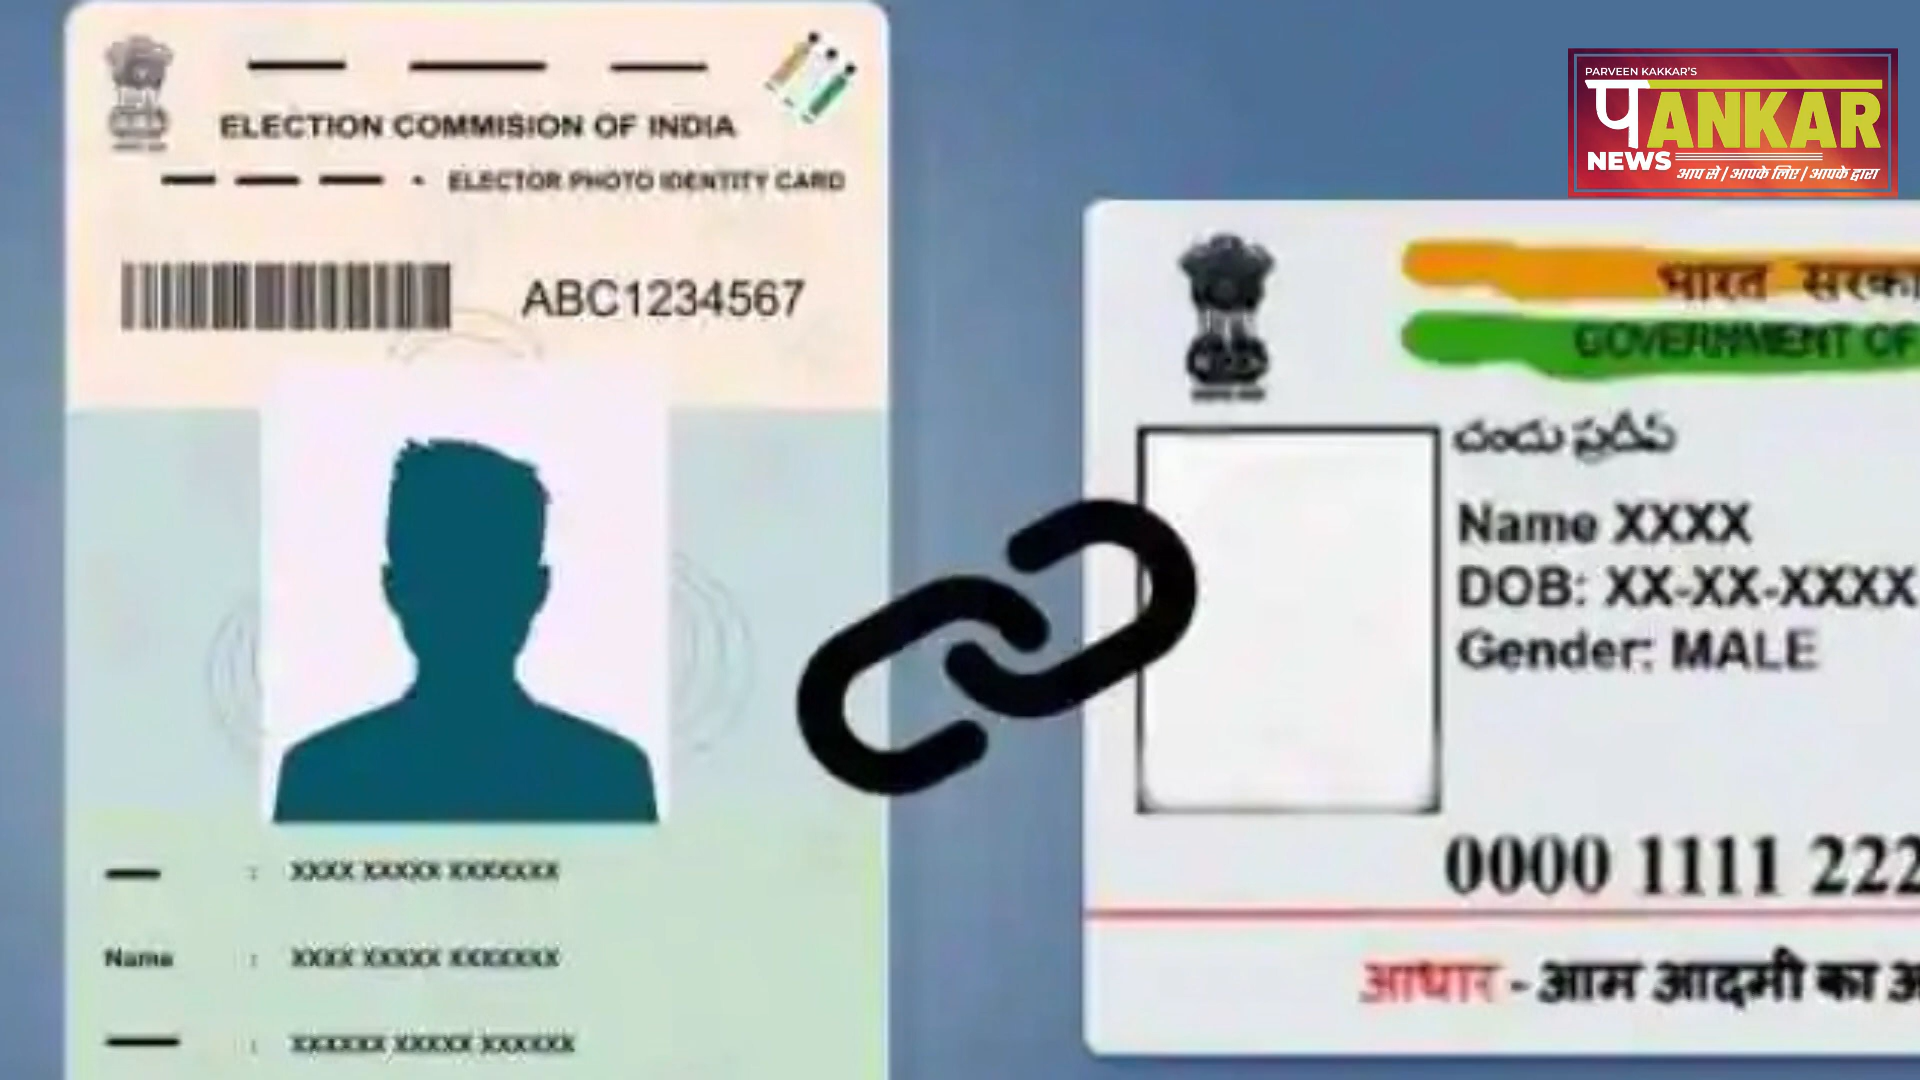 ELECTION COMMISION OF INDIA
ELECTOR PHOTO IDENTITY CARD
ABC1234567
XXXX XXXXX XXXXXXX
Name : XXXX XXXXX XXXXXXX
XXXXXX XXXXX XXXXXX
PARVEEN KAKKAR'S
पANKAR
NEWS
आप से | आपके लिए | आपके द्वारा
भारत सरका
GOVERNMENT OF
చందు ప్రదీప్
Name XXXX
DOB: XX-XX-XXXX
Gender: MALE
0000 1111 222
आधार - आम आदमी का अ